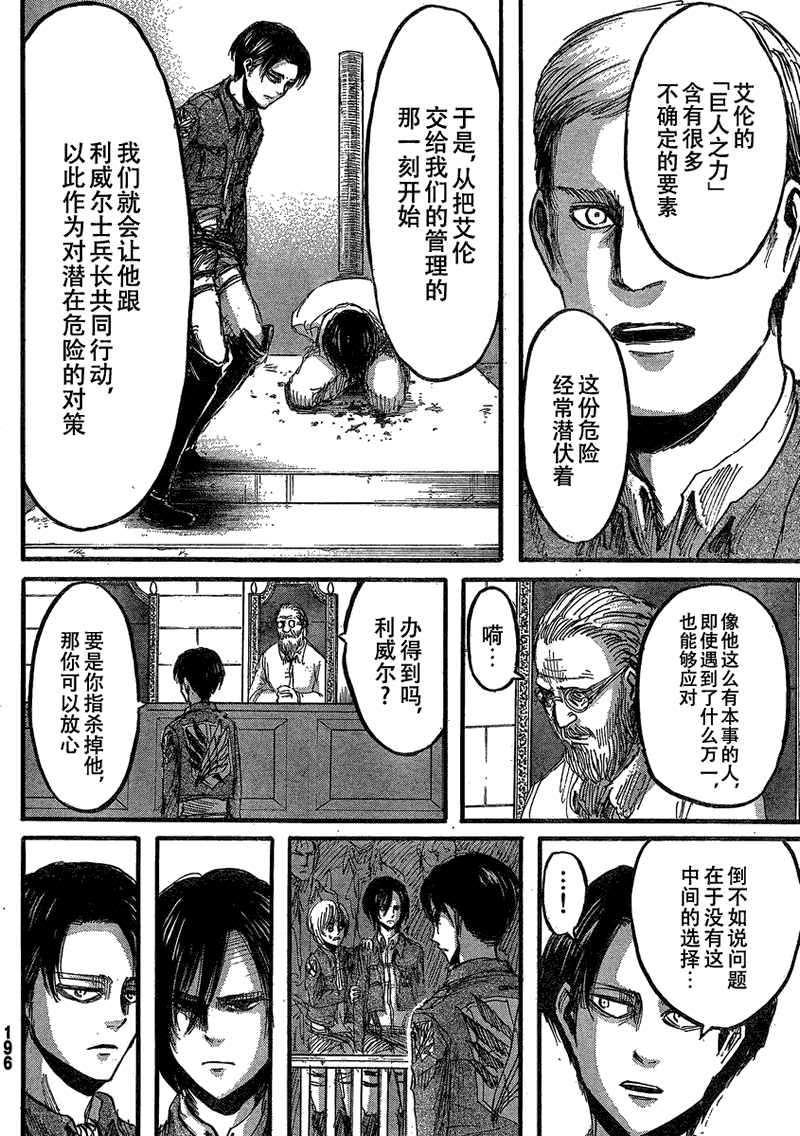 艾伦的
「巨人之力」
含有很多
不确定的要素
这份危险
经常潜伏着
于是,从把艾伦
交给我们的管理的
那一刻开始
我们就会让他跟
利威尔士兵长共同行动,
以此作为对潜在危险的对策
像他这么有本事的人,
即使遇到了什么万一,
也能够应对
嗬…
办得到吗,
利威尔?
要是你指杀掉他,
那你可以放心
倒不如说问题
在于没有这
中间的选择…
…!
196